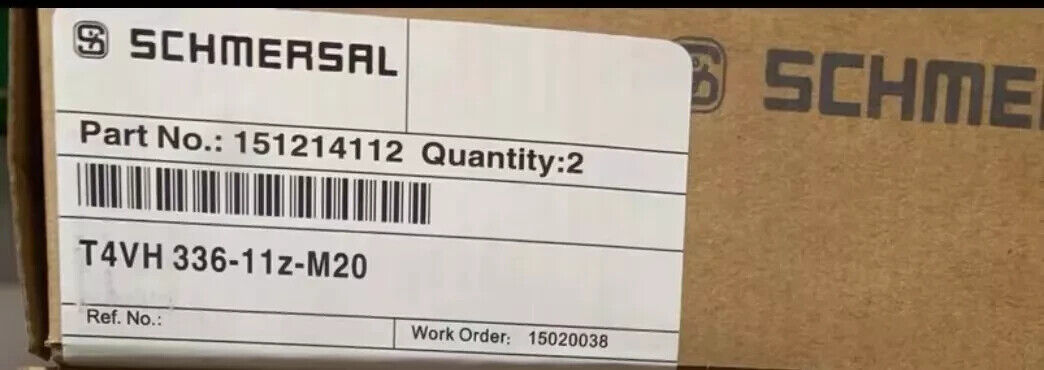 SCHMERSAL
SCHME
Part No.: 151214112 Quantity:2
T4VH 336-11z-M20
Ref. No.:
Work Order: 15020038